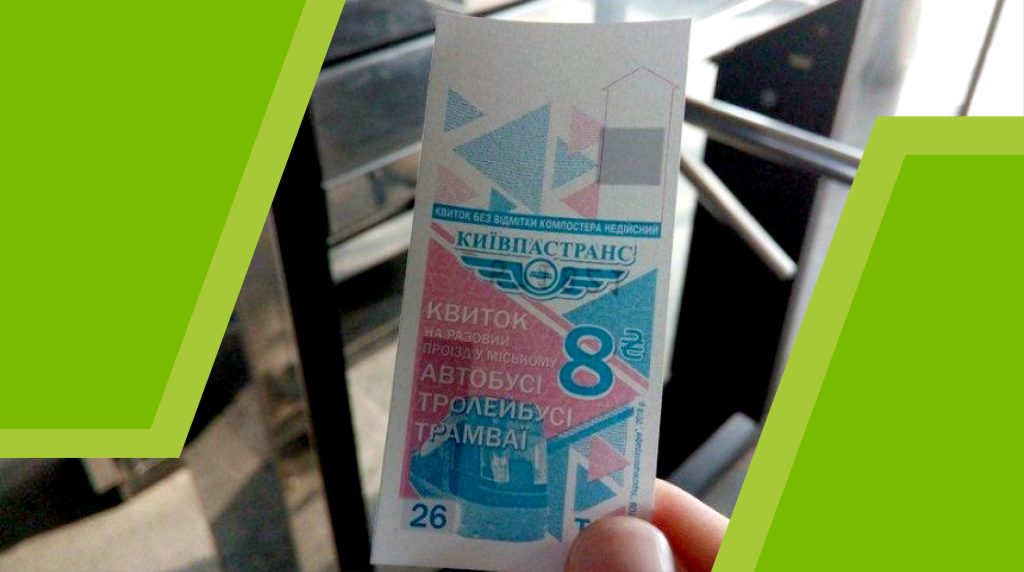 КВИТОК БЕЗ ВІДМІТКИ КОМПОСТЕРА НЕДІЙСНИЙ
КИЇВПАСТРАНС
КВИТОК
НА РАЗОВИЙ
ПРОЇЗД У МІСЬКОМУ
АВТОБУСІ
ТРОЛЕЙБУСІ
ТРАМВАЇ
8 ₴
26